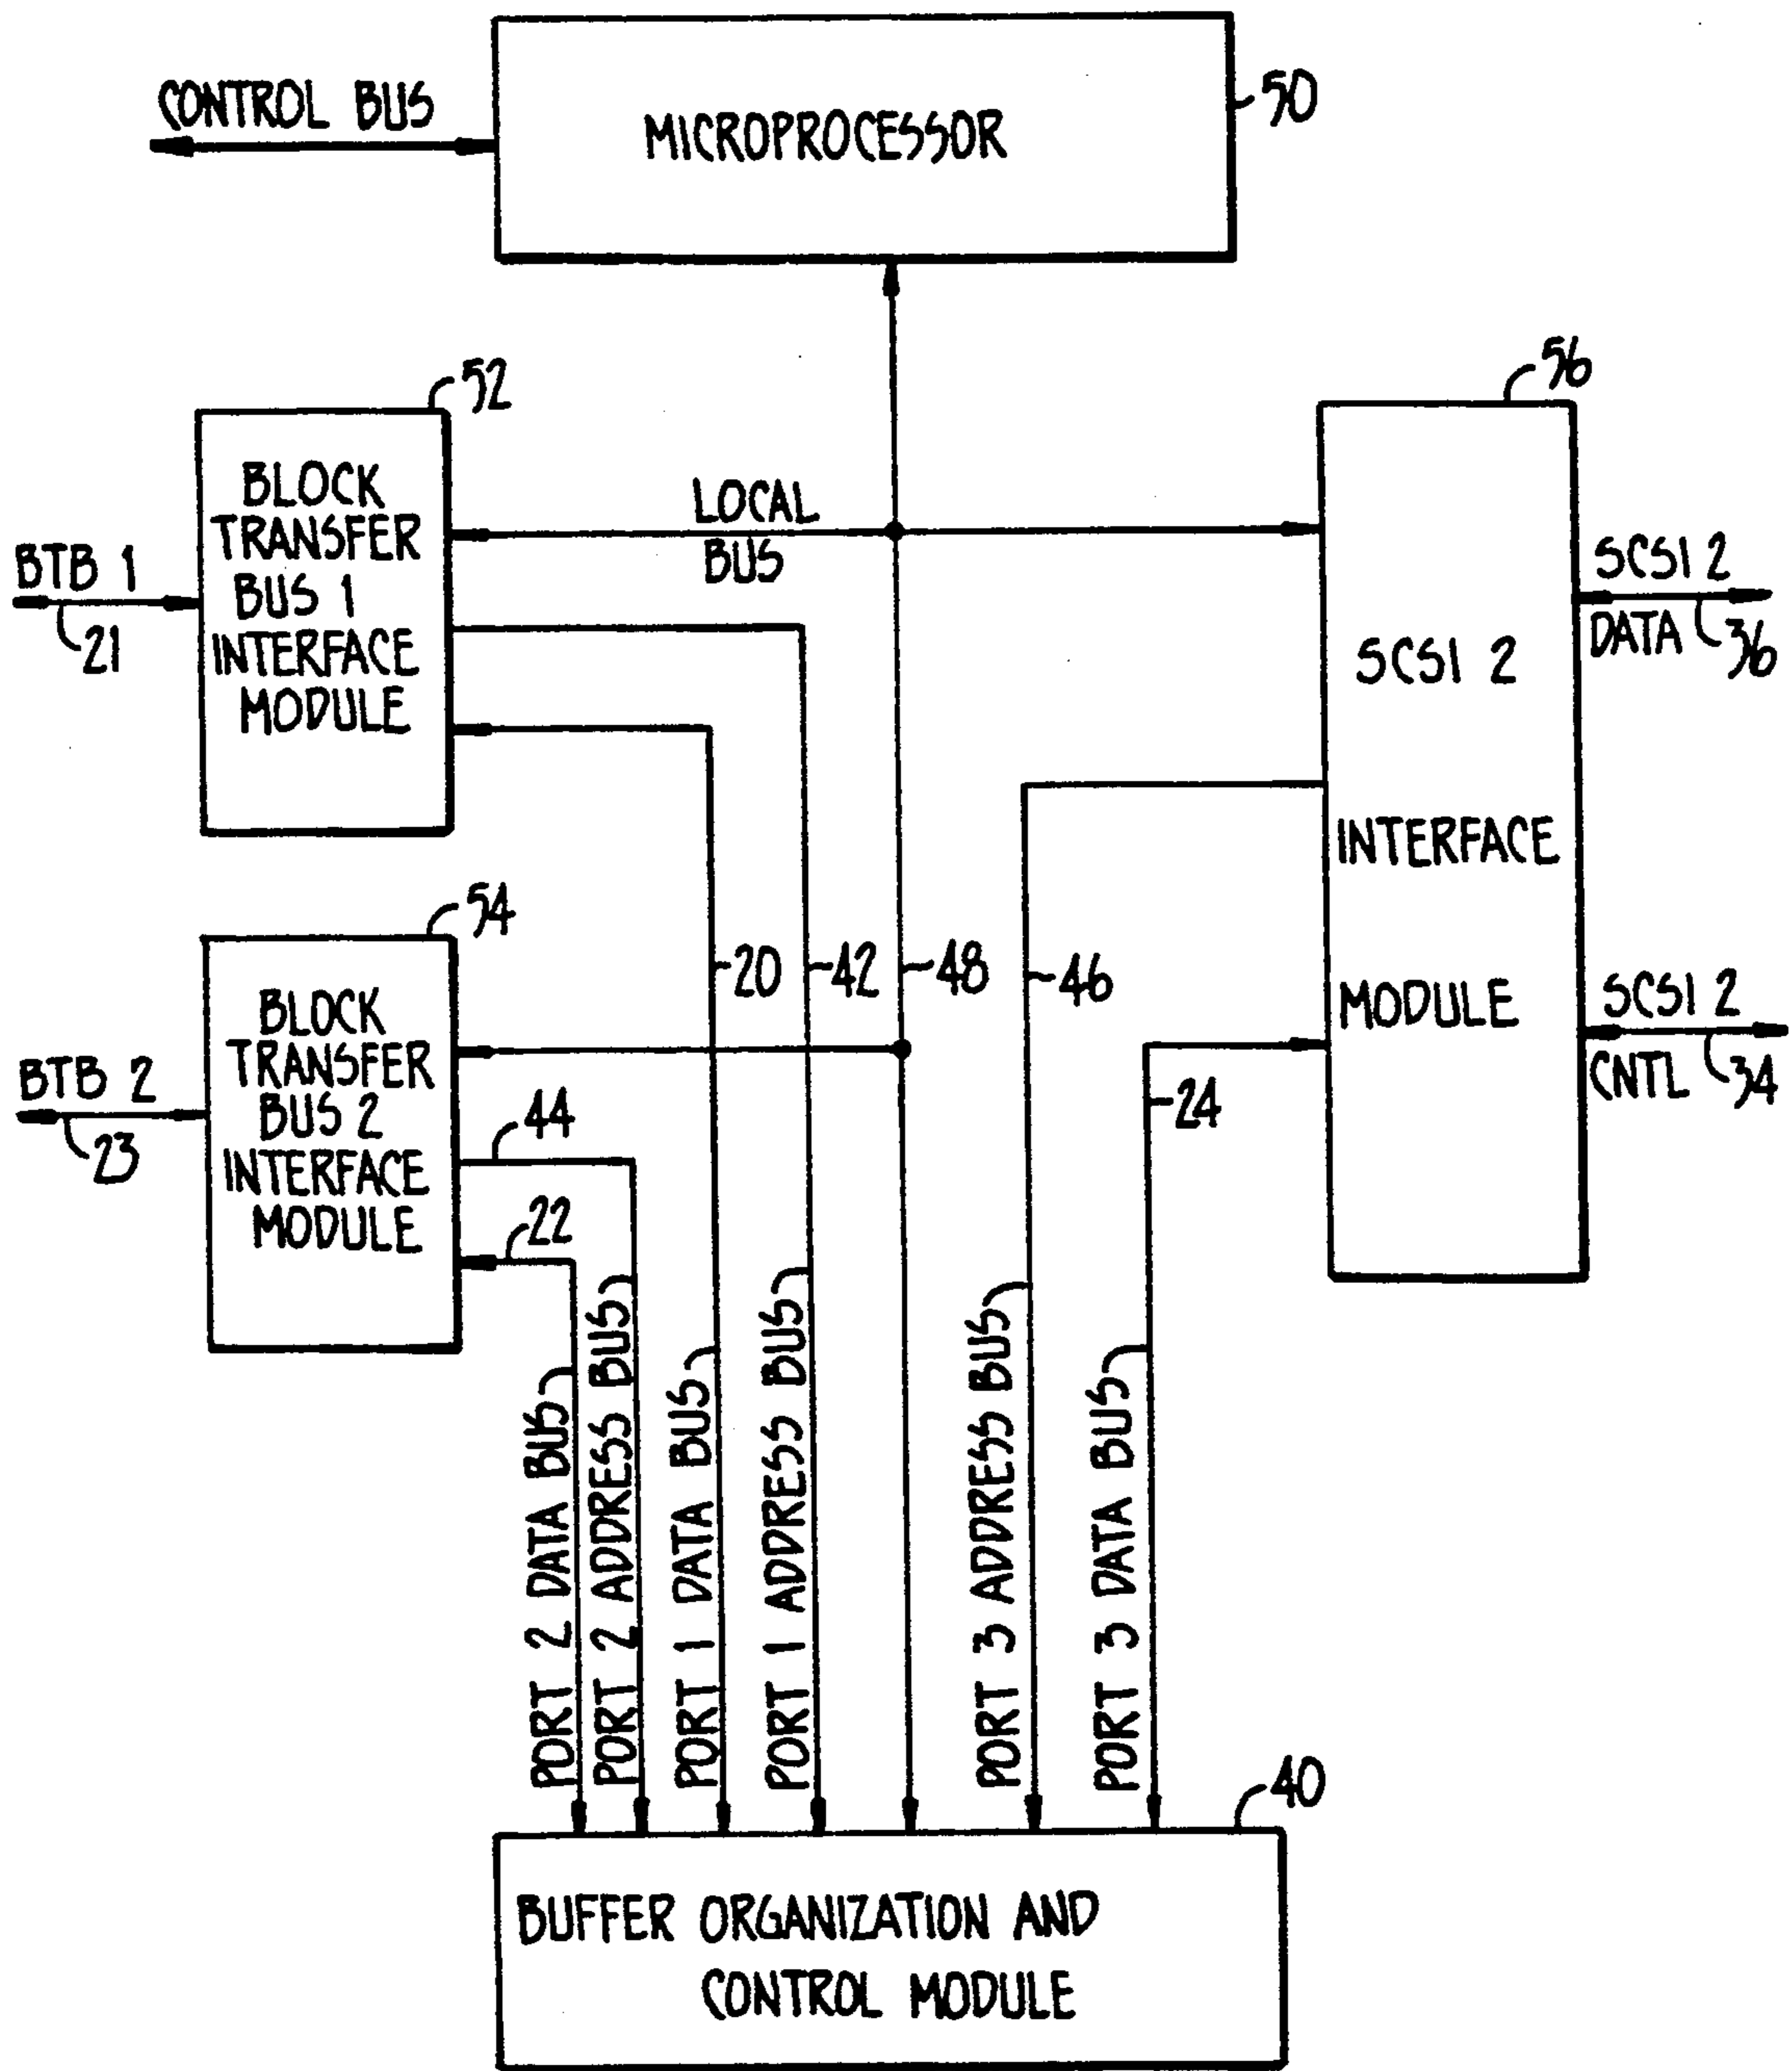 CONTROL BUS
MICROPROCESSOR
50
52
BLOCK
TRANSFER
BUS 1
INTERFACE
MODULE
BTB 1
21
LOCAL
BUS
56
SCSI 2
INTERFACE
MODULE
SCSI 2
DATA
36
SCSI 2
CNTL
34
54
BLOCK
TRANSFER
BUS 2
INTERFACE
MODULE
BTB 2
23
20
42
48
46
24
44
22
PORT 2 DATA BUS
PORT 2 ADDRESS BUS
PORT 1 DATA BUS
PORT 1 ADDRESS BUS
PORT 3 ADDRESS BUS
PORT 3 DATA BUS
40
BUFFER ORGANIZATION AND
CONTROL MODULE